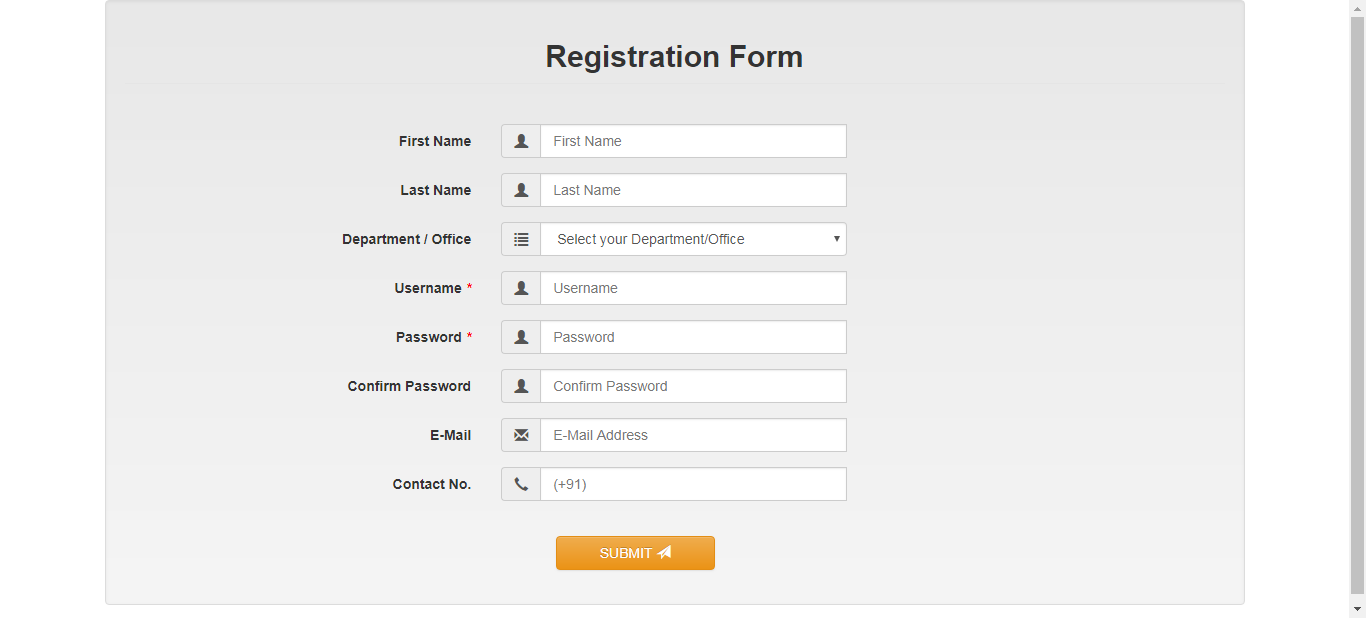 Registration Form
First Name First Name
Last Name Last Name
Department / Office Select your Department/Office
Username * Username
Password * Password
Confirm Password Confirm Password
E-Mail E-Mail Address
Contact No. (+91)
SUBMIT